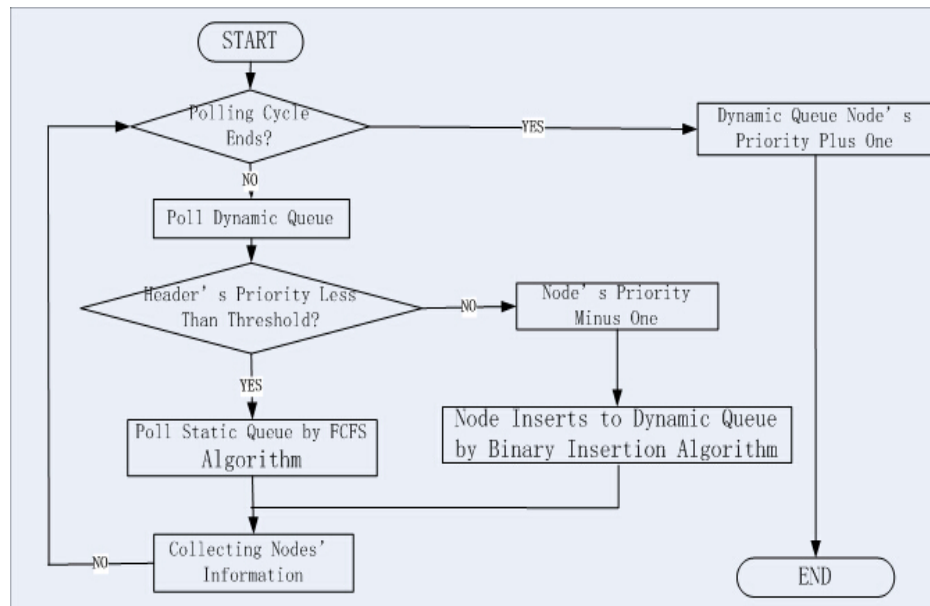 START
Polling Cycle
Ends?
YES
Dynamic Queue Node's
Priority Plus One
NO
Poll Dynamic Queue
Header's Priority Less
Than Threshold?
NO
Node's Priority
Minus One
YES
Poll Static Queue by FCFS
Algorithm
Node Inserts to Dynamic Queue
by Binary Insertion Algorithm
Collecting Nodes'
Information
NO
END